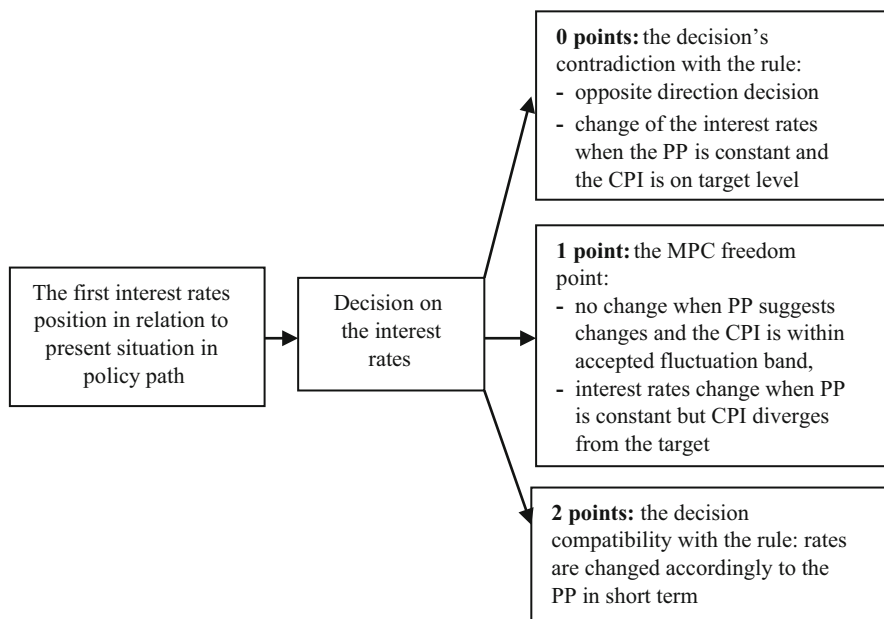 The first interest rates
position in relation to
present situation in
policy path
Decision on
the interest
rates
0 points: the decision's
contradiction with the rule:
- opposite direction decision
- change of the interest rates
when the PP is constant and
the CPI is on target level
1 point: the MPC freedom
point:
- no change when PP suggests
changes and the CPI is within
accepted fluctuation band,
- interest rates change when PP
is constant but CPI diverges
from the target
2 points: the decision
compatibility with the rule: rates
are changed accordingly to the
PP in short term